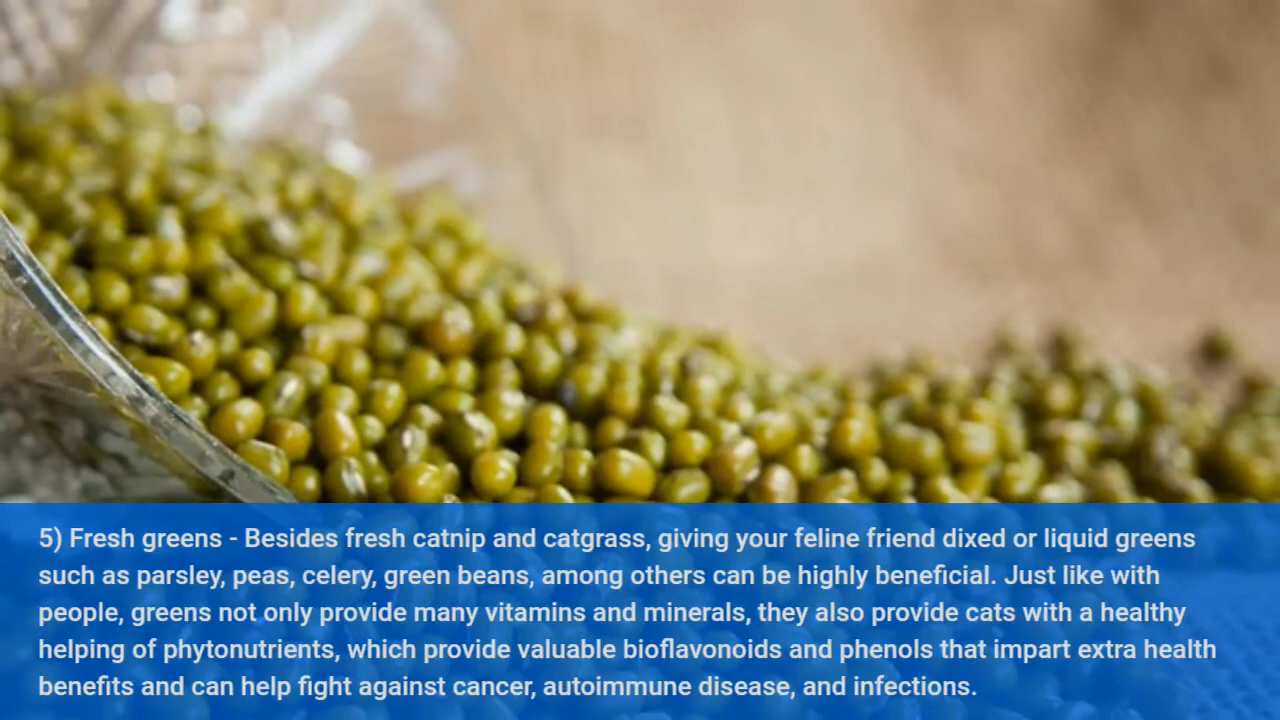 5) Fresh greens - Besides fresh catnip and catgrass, giving your feline friend dixed or liquid greens
such as parsley, peas, celery, green beans, among others can be highly beneficial. Just like with
people, greens not only provide many vitamins and minerals, they also provide cats with a healthy
helping of phytonutrients, which provide valuable bioflavonoids and phenols that impart extra health
benefits and can help fight against cancer, autoimmune disease, and infections.